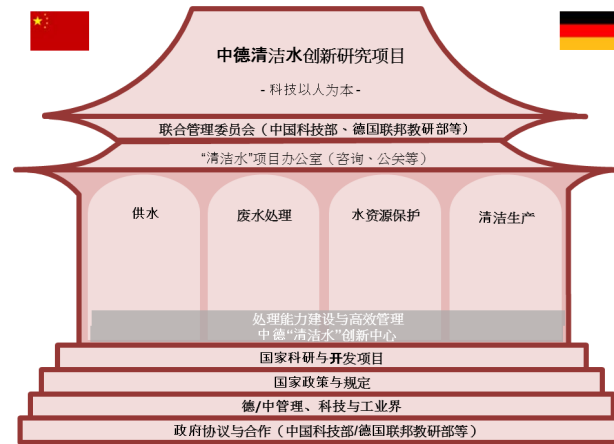 中德清洁水创新研究项目
- 科技以人为本 -
联合管理委员会（中国科技部、德国联邦教研部等）
“清洁水”项目办公室（咨询、公关等）
供水
废水处理
水资源保护
清洁生产
处理能力建设与高效管理
中德“清洁水”创新中心
国家科研与开发项目
国家政策与规定
德/中管理、科技与工业界
政府协议与合作（中国科技部/德国联邦教研部等）